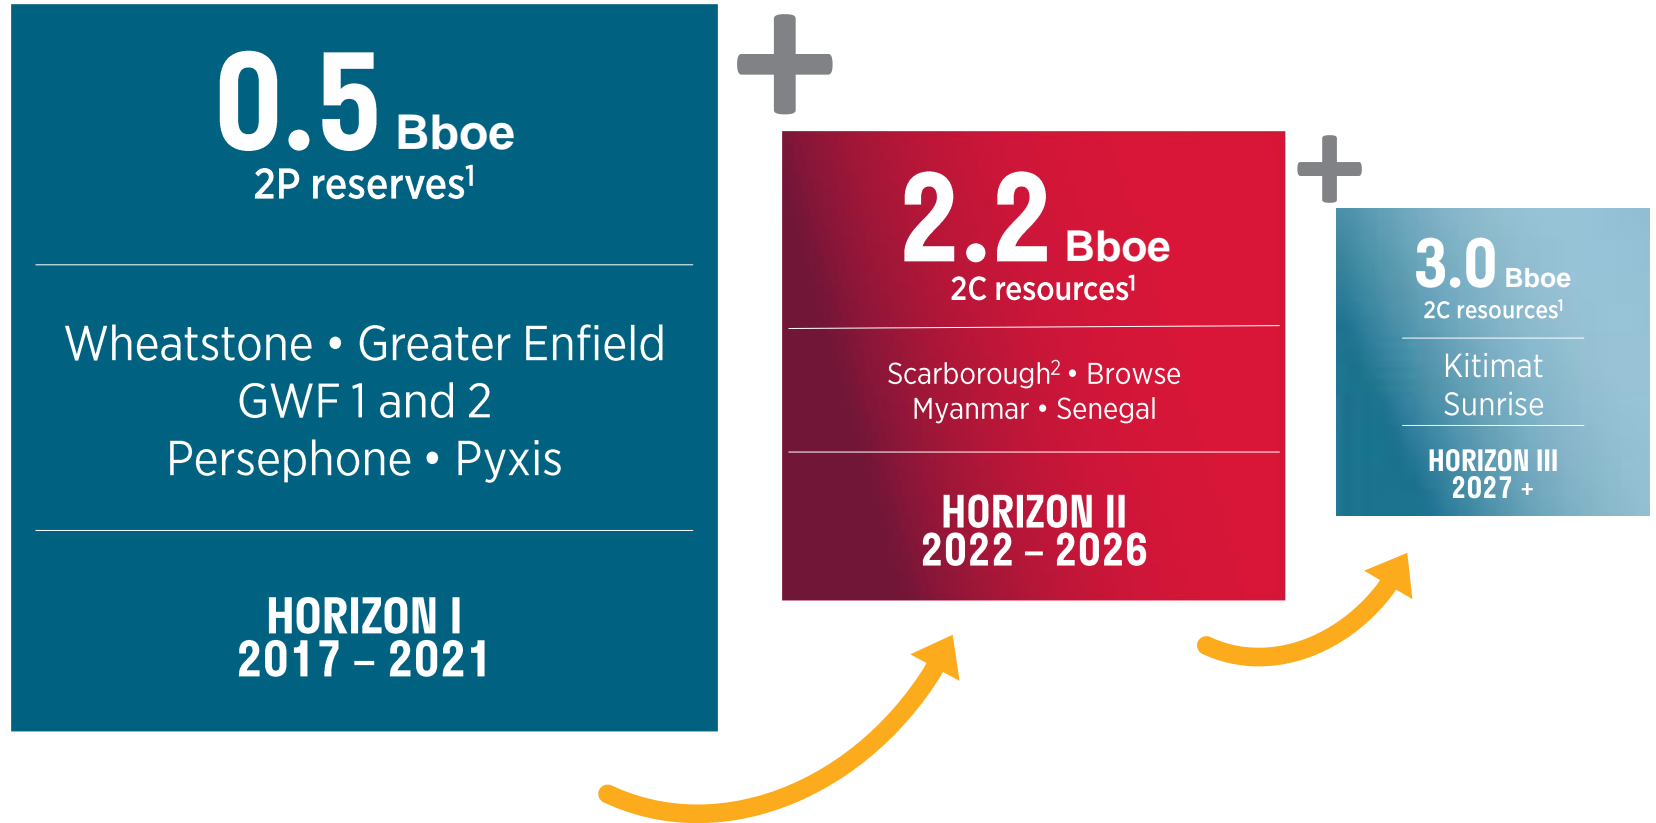 0.5 Bboe
2P reserves¹
Wheatstone • Greater Enfield
GWF 1 and 2
Persephone • Pyxis
HORIZON I
2017 – 2021
2.2 Bboe
2C resources¹
Scarborough² • Browse
Myanmar • Senegal
HORIZON II
2022 – 2026
3.0 Bboe
2C resources¹
Kitimat
Sunrise
HORIZON III
2027 +